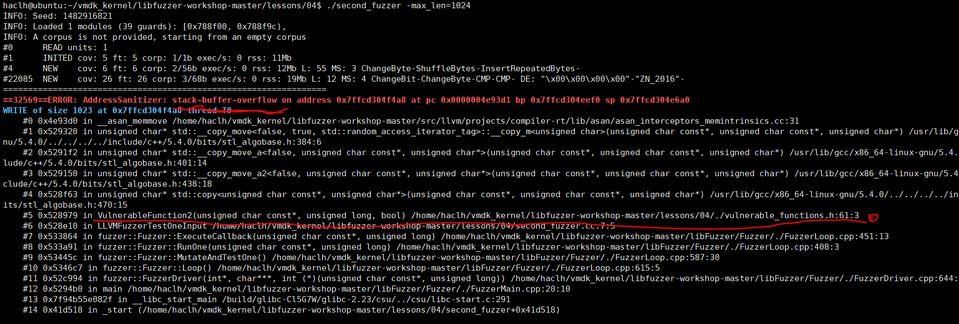 haclh@ubuntu:~/vmdk_kernel/libfuzzer-workshop-master/lessons/04$ ./second_fuzzer -max_len=1024
INFO: Seed: 1482916821
INFO: Loaded 1 modules (39 guards): [0x788f00, 0x788f9c),
INFO: A corpus is not provided, starting from an empty corpus
#0 READ units: 1
#1 INITED cov: 5 ft: 5 corp: 1/1b exec/s: 0 rss: 11Mb
#4 NEW cov: 6 ft: 6 corp: 2/56b exec/s: 0 rss: 12Mb L: 55 MS: 3 ChangeByte-ShuffleBytes-InsertRepeatedBytes-
#22085 NEW cov: 26 ft: 26 corp: 3/68b exec/s: 0 rss: 19Mb L: 12 MS: 4 ChangeBit-ChangeByte-CMP-CMP- DE: "\x00\x00\x00\x00"-"ZN_2016"-
=================================================================
==32569==ERROR: AddressSanitizer: stack-buffer-overflow on address 0x7ffcd304f4a8 at pc 0x0000004e93d1 bp 0x7ffcd304eef0 sp 0x7ffcd304e6a0
WRITE of size 1023 at 0x7ffcd304f4a8 thread T0
#0 0x4e93d0 in __asan_memmove /home/haclh/vmdk_kernel/libfuzzer-workshop-master/src/llvm/projects/compiler-rt/lib/asan/asan_interceptors_memintrinsics.cc:31
#1 0x529320 in unsigned char* std::__copy_move<false, true, std::random_access_iterator_tag>::__copy_m<unsigned char>(unsigned char const*, unsigned char const*, unsigned char*) /usr/lib/g
nu/5.4.0/../../../../include/c++/5.4.0/bits/stl_algobase.h:384:6
#2 0x5291f2 in unsigned char* std::__copy_move_a<false, unsigned char const*, unsigned char*>(unsigned char const*, unsigned char const*, unsigned char*) /usr/lib/gcc/x86_64-linux-gnu/5.4
lude/c++/5.4.0/bits/stl_algobase.h:401:14
#3 0x529150 in unsigned char* std::__copy_move_a2<false, unsigned char const*, unsigned char*>(unsigned char const*, unsigned char const*, unsigned char*) /usr/lib/gcc/x86_64-linux-gnu/5.
clude/c++/5.4.0/bits/stl_algobase.h:438:18
#4 0x528f63 in unsigned char* std::copy<unsigned char const*, unsigned char*>(unsigned char const*, unsigned char const*, unsigned char*) /usr/lib/gcc/x86_64-linux-gnu/5.4.0/../../../../in
ts/stl_algobase.h:470:15
#5 0x528979 in VulnerableFunction2(unsigned char const*, unsigned long, bool) /home/haclh/vmdk_kernel/libfuzzer-workshop-master/lessons/04/./vulnerable_functions.h:61:3
#6 0x528e10 in LLVMFuzzerTestOneInput /home/haclh/vmdk_kernel/libfuzzer-workshop-master/lessons/04/second_fuzzer.cc:7:5
#7 0x533864 in fuzzer::Fuzzer::ExecuteCallback(unsigned char const*, unsigned long) /home/haclh/vmdk_kernel/libfuzzer-workshop-master/libFuzzer/Fuzzer/./FuzzerLoop.cpp:451:13
#8 0x533a91 in fuzzer::Fuzzer::RunOne(unsigned char const*, unsigned long) /home/haclh/vmdk_kernel/libfuzzer-workshop-master/libFuzzer/Fuzzer/./FuzzerLoop.cpp:408:3
#9 0x53445c in fuzzer::Fuzzer::MutateAndTestOne() /home/haclh/vmdk_kernel/libfuzzer-workshop-master/libFuzzer/Fuzzer/./FuzzerLoop.cpp:587:30
#10 0x5346c7 in fuzzer::Fuzzer::Loop() /home/haclh/vmdk_kernel/libfuzzer-workshop-master/libFuzzer/Fuzzer/./FuzzerLoop.cpp:615:5
#11 0x52c994 in fuzzer::FuzzerDriver(int*, char***, int (*)(unsigned char const*, unsigned long)) /home/haclh/vmdk_kernel/libfuzzer-workshop-master/libFuzzer/Fuzzer/./FuzzerDriver.cpp:644:
#12 0x5294b0 in main /home/haclh/vmdk_kernel/libfuzzer-workshop-master/libFuzzer/Fuzzer/./FuzzerMain.cpp:20:10
#13 0x7f94b55e082f in __libc_start_main /build/glibc-Cl5G7W/glibc-2.23/csu/../csu/libc-start.c:291
#14 0x41d518 in _start (/home/haclh/vmdk_kernel/libfuzzer-workshop-master/lessons/04/second_fuzzer+0x41d518)